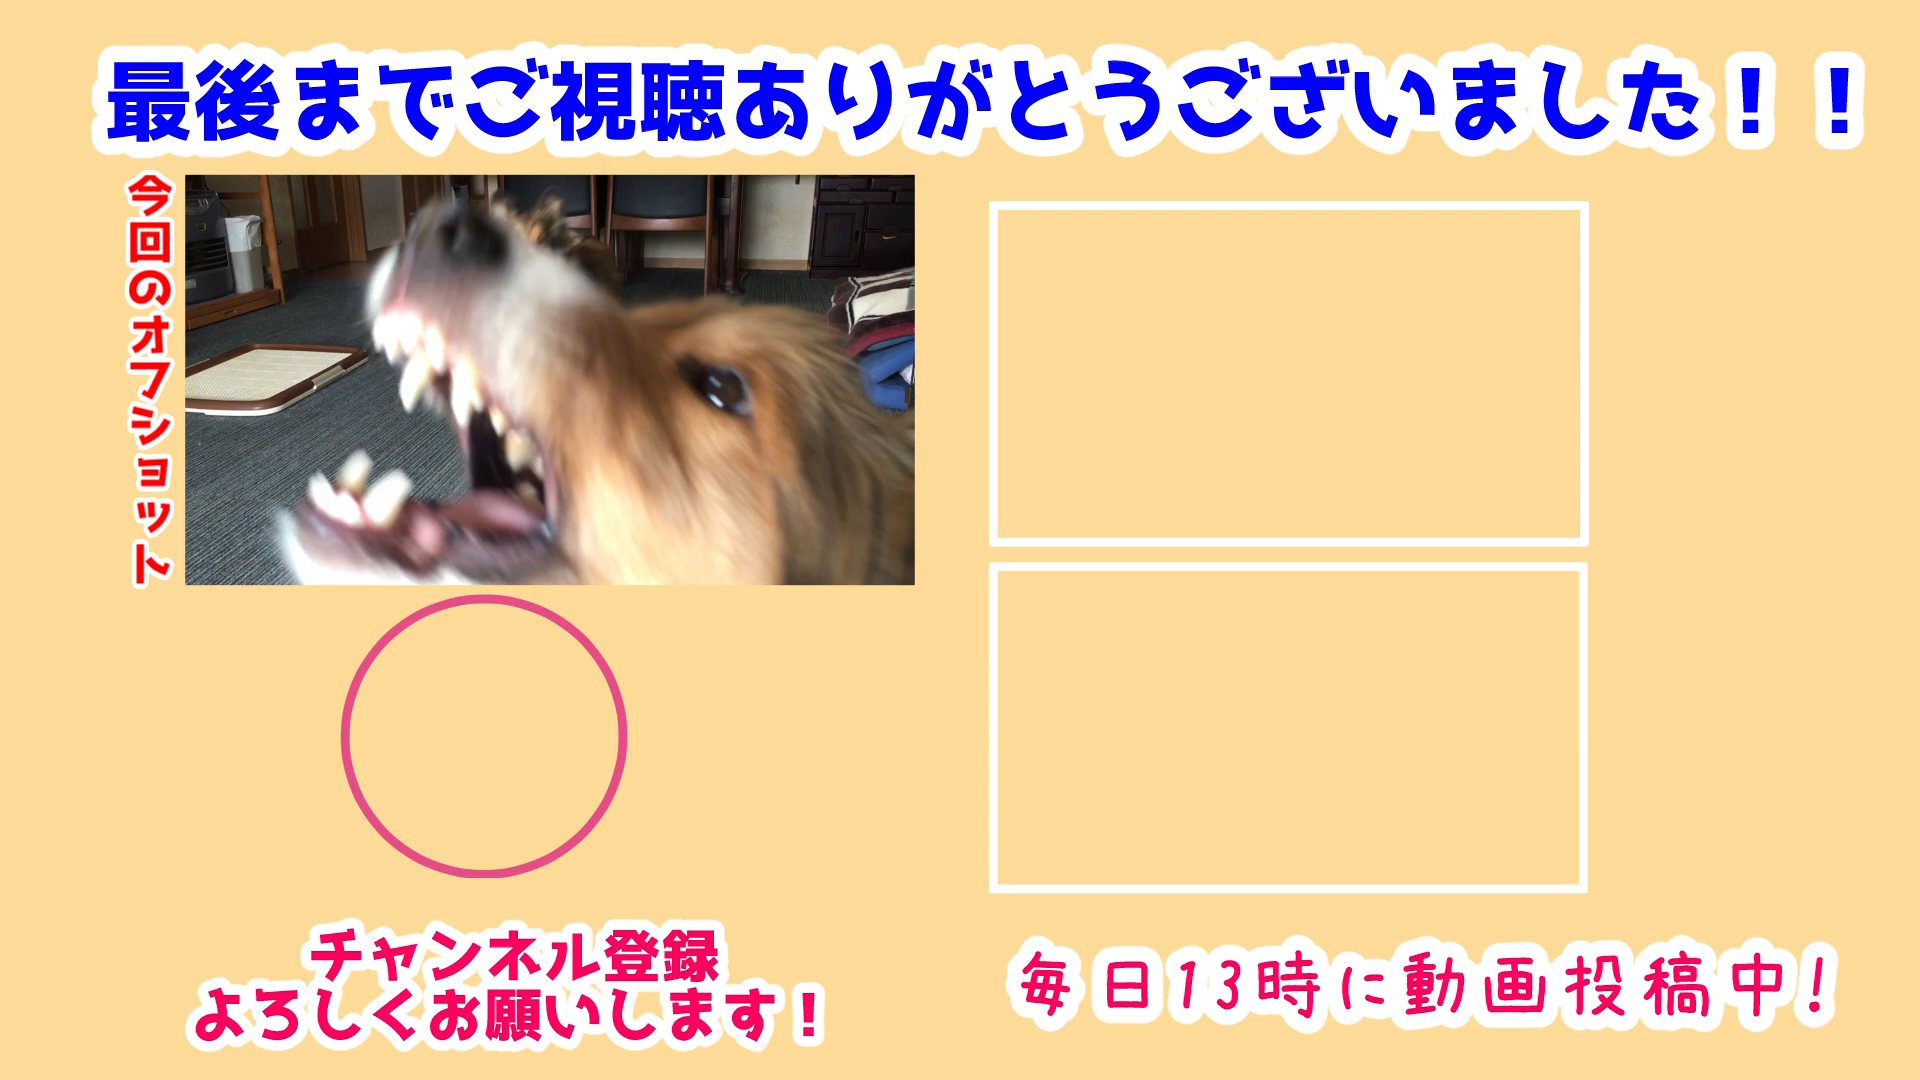 最後までご視聴ありがとうございました！！
今回のオフショット
チャンネル登録
よろしくお願いします！
毎日13時に動画投稿中！